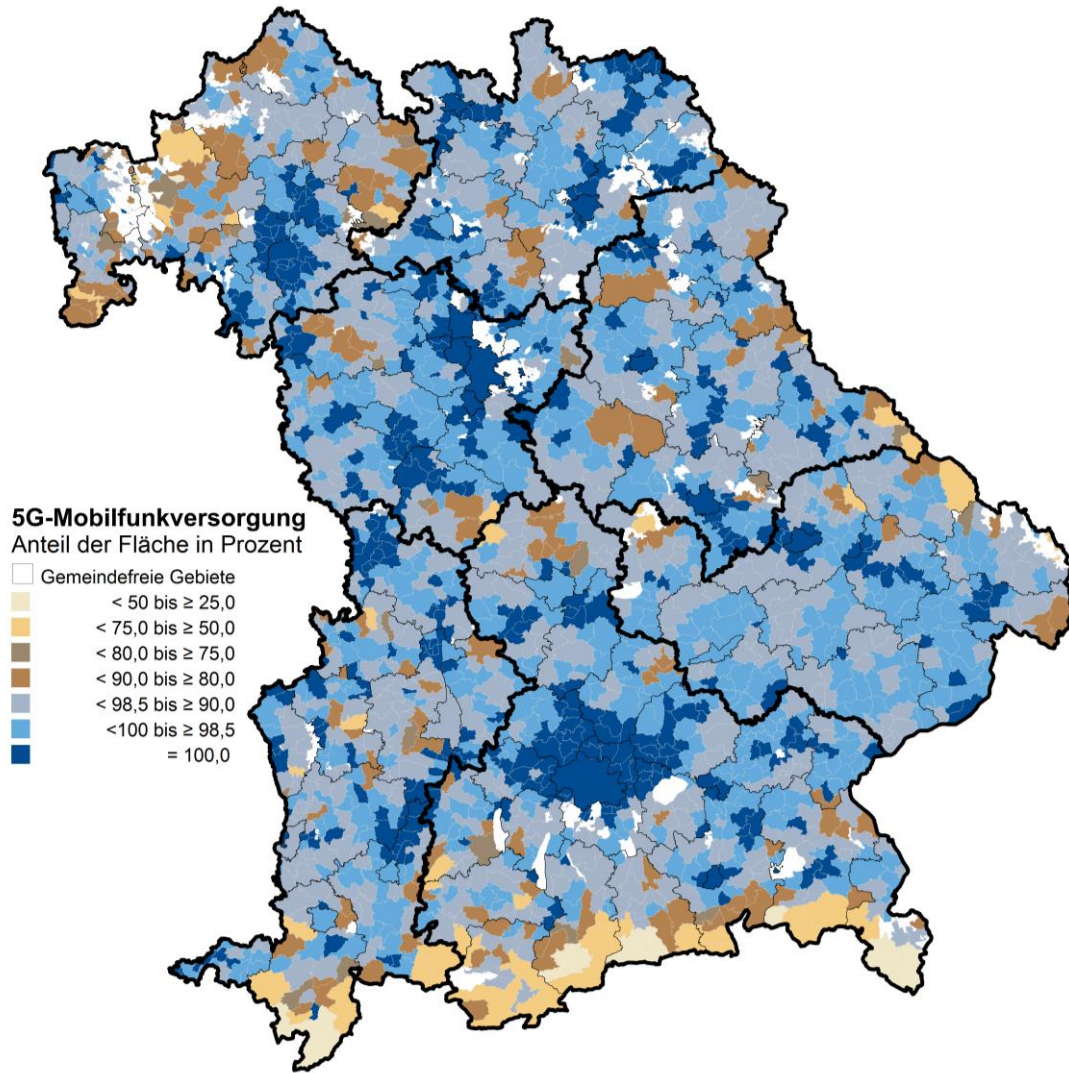 5G-Mobilfunkversorgung
Anteil der Fläche in Prozent
Gemeindefreie Gebiete
< 50 bis ≥ 25,0
< 75,0 bis ≥ 50,0
< 80,0 bis ≥ 75,0
< 90,0 bis ≥ 80,0
< 98,5 bis ≥ 90,0
<100 bis ≥ 98,5
= 100,0